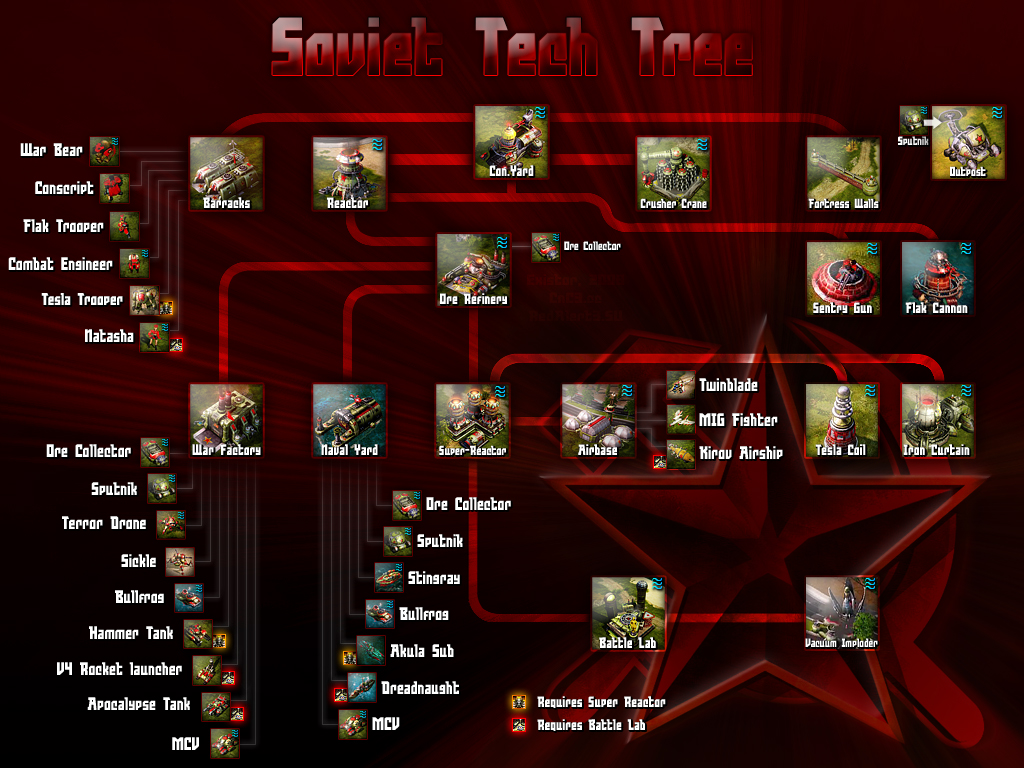 Soviet Tech Tree
Sputnik
Outpost
War Bear
Conscript
Flak Trooper
Combat Engineer
Tesla Trooper
Natasha
Barracks
Reactor
Con.Yard
Crusher Crane
Fortress Walls
Ore Refinery
Ore Collector
Sentry Gun
Flak Cannon
War Factory
Naval Yard
Super-Reactor
Airbase
Twinblade
MIG Fighter
Kirov Airship
Tesla Coil
Iron Curtain
Ore Collector
Sputnik
Terror Drone
Sickle
Bullfrog
Hammer Tank
V4 Rocket launcher
Apocalypse Tank
MCV
Ore Collector
Sputnik
Stingray
Bullfrog
Akula Sub
Dreadnaught
MCV
Battle Lab
Vacuum Imploder
Requires Super Reactor
Requires Battle Lab